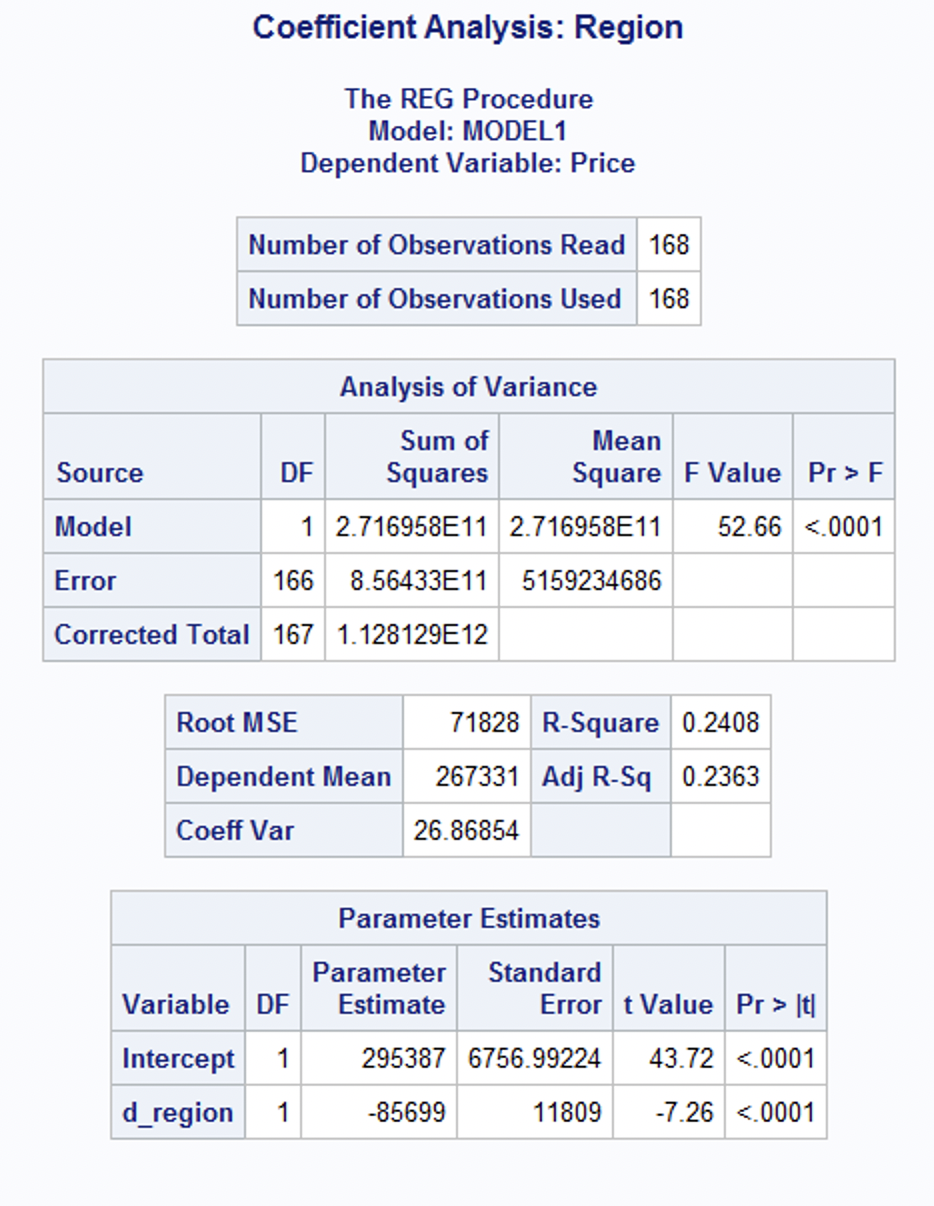 Coefficient Analysis: Region
The REG Procedure
Model: MODEL1
Dependent Variable: Price
Number of Observations Read 168
Number of Observations Used 168
Analysis of Variance
Source DF Sum of Squares Mean Square F Value Pr > F
Model 1 2.716958E11 2.716958E11 52.66 <.0001
Error 166 8.56433E11 5159234686
Corrected Total 167 1.128129E12
Root MSE 71828 R-Square 0.2408
Dependent Mean 267331 Adj R-Sq 0.2363
Coeff Var 26.86854
Parameter Estimates
Variable DF Parameter Estimate Standard Error t Value Pr > |t|
Intercept 1 295387 6756.99224 43.72 <.0001
d_region 1 -85699 11809 -7.26 <.0001